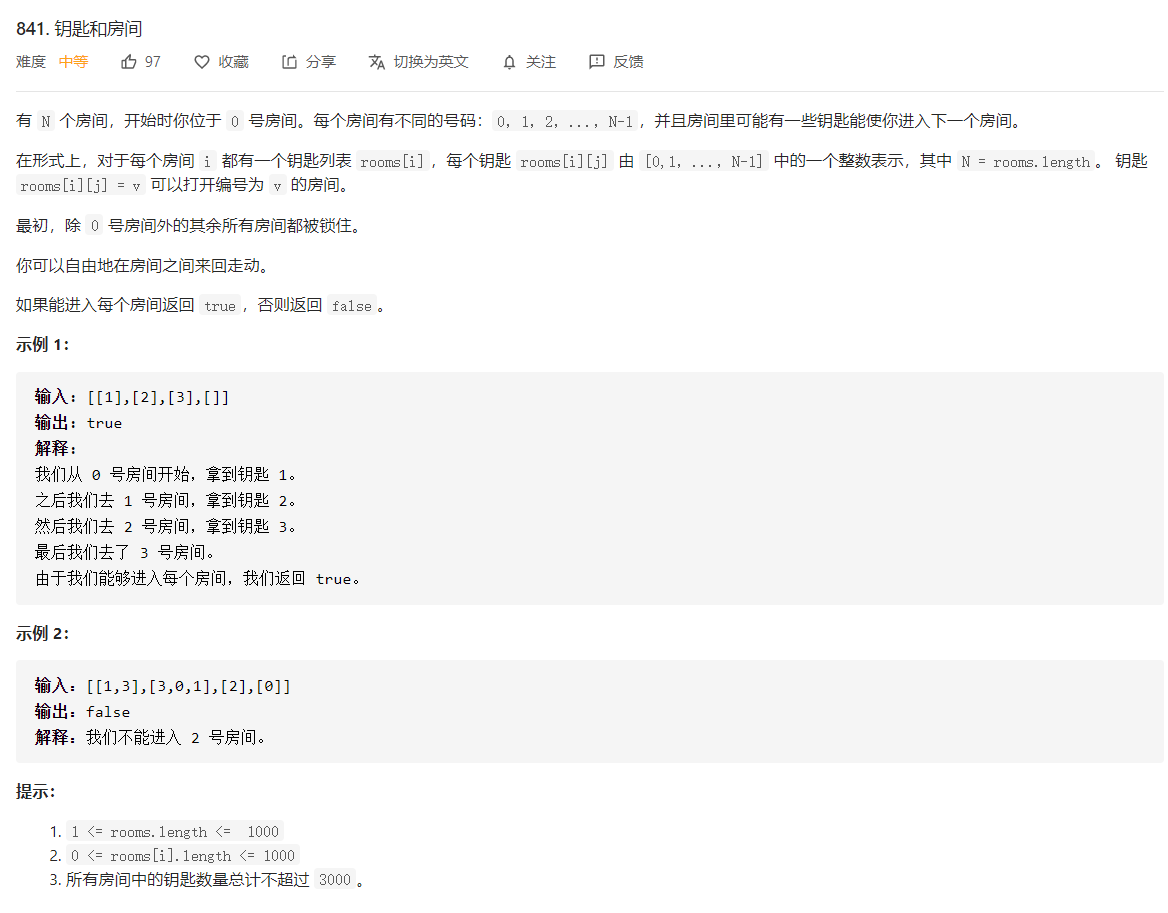 841. 钥匙和房间
难度 中等 97 收藏 分享 切换为英文 关注 反馈
有 N 个房间，开始时你位于 0 号房间。每个房间有不同的号码：0, 1, 2, ..., N-1，并且房间里可能有一些钥匙能使你进入下一个房间。
在形式上，对于每个房间 i 都有一个钥匙列表 rooms[i]，每个钥匙 rooms[i][j] 由 [0,1, ..., N-1] 中的一个整数表示，其中 N = rooms.length。 钥匙
rooms[i][j] = v 可以打开编号为 v 的房间。
最初，除 0 号房间外的其余所有房间都被锁住。
你可以自由地在房间之间来回走动。
如果能进入每个房间返回 true，否则返回 false。
示例 1：
输入: [[1],[2],[3],[]]
输出: true
解释:
我们从 0 号房间开始，拿到钥匙 1。
之后我们去 1 号房间，拿到钥匙 2。
然后我们去 2 号房间，拿到钥匙 3。
最后我们去了 3 号房间。
由于我们能够进入每个房间，我们返回 true。
示例 2：
输入：[[1,3],[3,0,1],[2],[0]]
输出：false
解释：我们不能进入 2 号房间。
提示：
1. 1 <= rooms.length <= 1000
2. 0 <= rooms[i].length <= 1000
3. 所有房间中的钥匙数量总计不超过 3000。